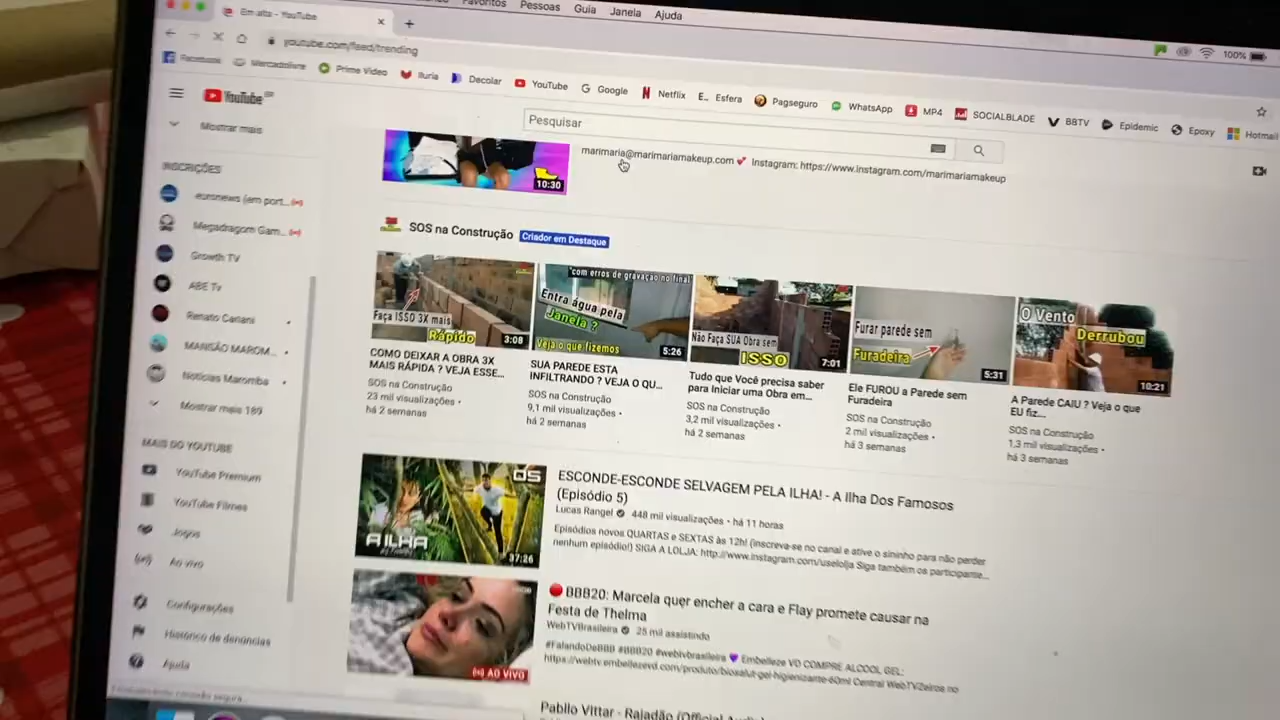 Favoritos Pessoas Guia Janela Ajuda
Em alta - YouTube
100%
youtube.com/feed/trending
Facebook Mercadolivre Prime Video Iluria Decolar YouTube Google Netflix Esfera Pagseguro WhatsApp MP4 SOCIALBLADE BBTV Epidemic Epoxy Hotmail
YouTube BR
Pesquisar
Mostrar mais
INSCRIÇÕES
euronews (em port...
Megadragom Gam...
Growth TV
ABE Tv
Renato Cariani
MANSÃO MAROM...
Notícias Maromba
Mostrar mais 189
MAIS DO YOUTUBE
YouTube Premium
YouTube Filmes
Jogos
Ao vivo
Configurações
Histórico de denúncias
Ajuda
marimaria@marimariamakeup.com 💕 Instagram: https://www.instagram.com/marimariamakeup
10:30
SOS na Construção Criador em Destaque
Faça ISSO 3X mais
Rápido
3:08
COMO DEIXAR A OBRA 3X
MAIS RÁPIDA ? VEJA ESSE...
SOS na Construção
23 mil visualizações •
há 2 semanas
*com erros de gravação no final
Entra água pela
Janela ?
Veja o que fizemos
5:26
SUA PAREDE ESTA
INFILTRANDO ? VEJA O QU...
SOS na Construção
9,1 mil visualizações •
há 2 semanas
Não Faça SUA Obra sem
ISSO
7:01
Tudo que Você precisa saber
para Iniciar uma Obra em...
SOS na Construção
3,2 mil visualizações •
há 2 semanas
Furar parede sem
Furadeira
5:31
Ele FUROU a Parede sem
Furadeira
SOS na Construção
2 mil visualizações •
há 3 semanas
O Vento
Derrubou
10:21
A Parede CAIU ? Veja o que
EU fiz...
SOS na Construção
1,3 mil visualizações •
há 3 semanas
05
A ILHA
37:26
ESCONDE-ESCONDE SELVAGEM PELA ILHA! - A Ilha Dos Famosos
(Episódio 5)
Lucas Rangel 448 mil visualizações • há 11 horas
Episódios novos QUARTAS e SEXTAS às 12h! (Inscreva-se no canal e ative o sininho para não perder
nenhum episódio!) SIGA A LOLJA: http://www.instagram.com/uselolja Siga também os participante...
AO VIVO
BBB20: Marcela quer encher a cara e Flay promete causar na
Festa de Thelma
WebTVBrasileira 25 mil assistindo
#FalandoDeBBB #BBB20 #webtvbrasileira 💜 Embelleze VD COMPRE ALCOOL GEL:
https://webtv.embellezevd.com/produto/biosalut-gel-higienizante-60ml Central WebTVZeiros no
Pabllo Vittar - Rajadão (Official Audio)